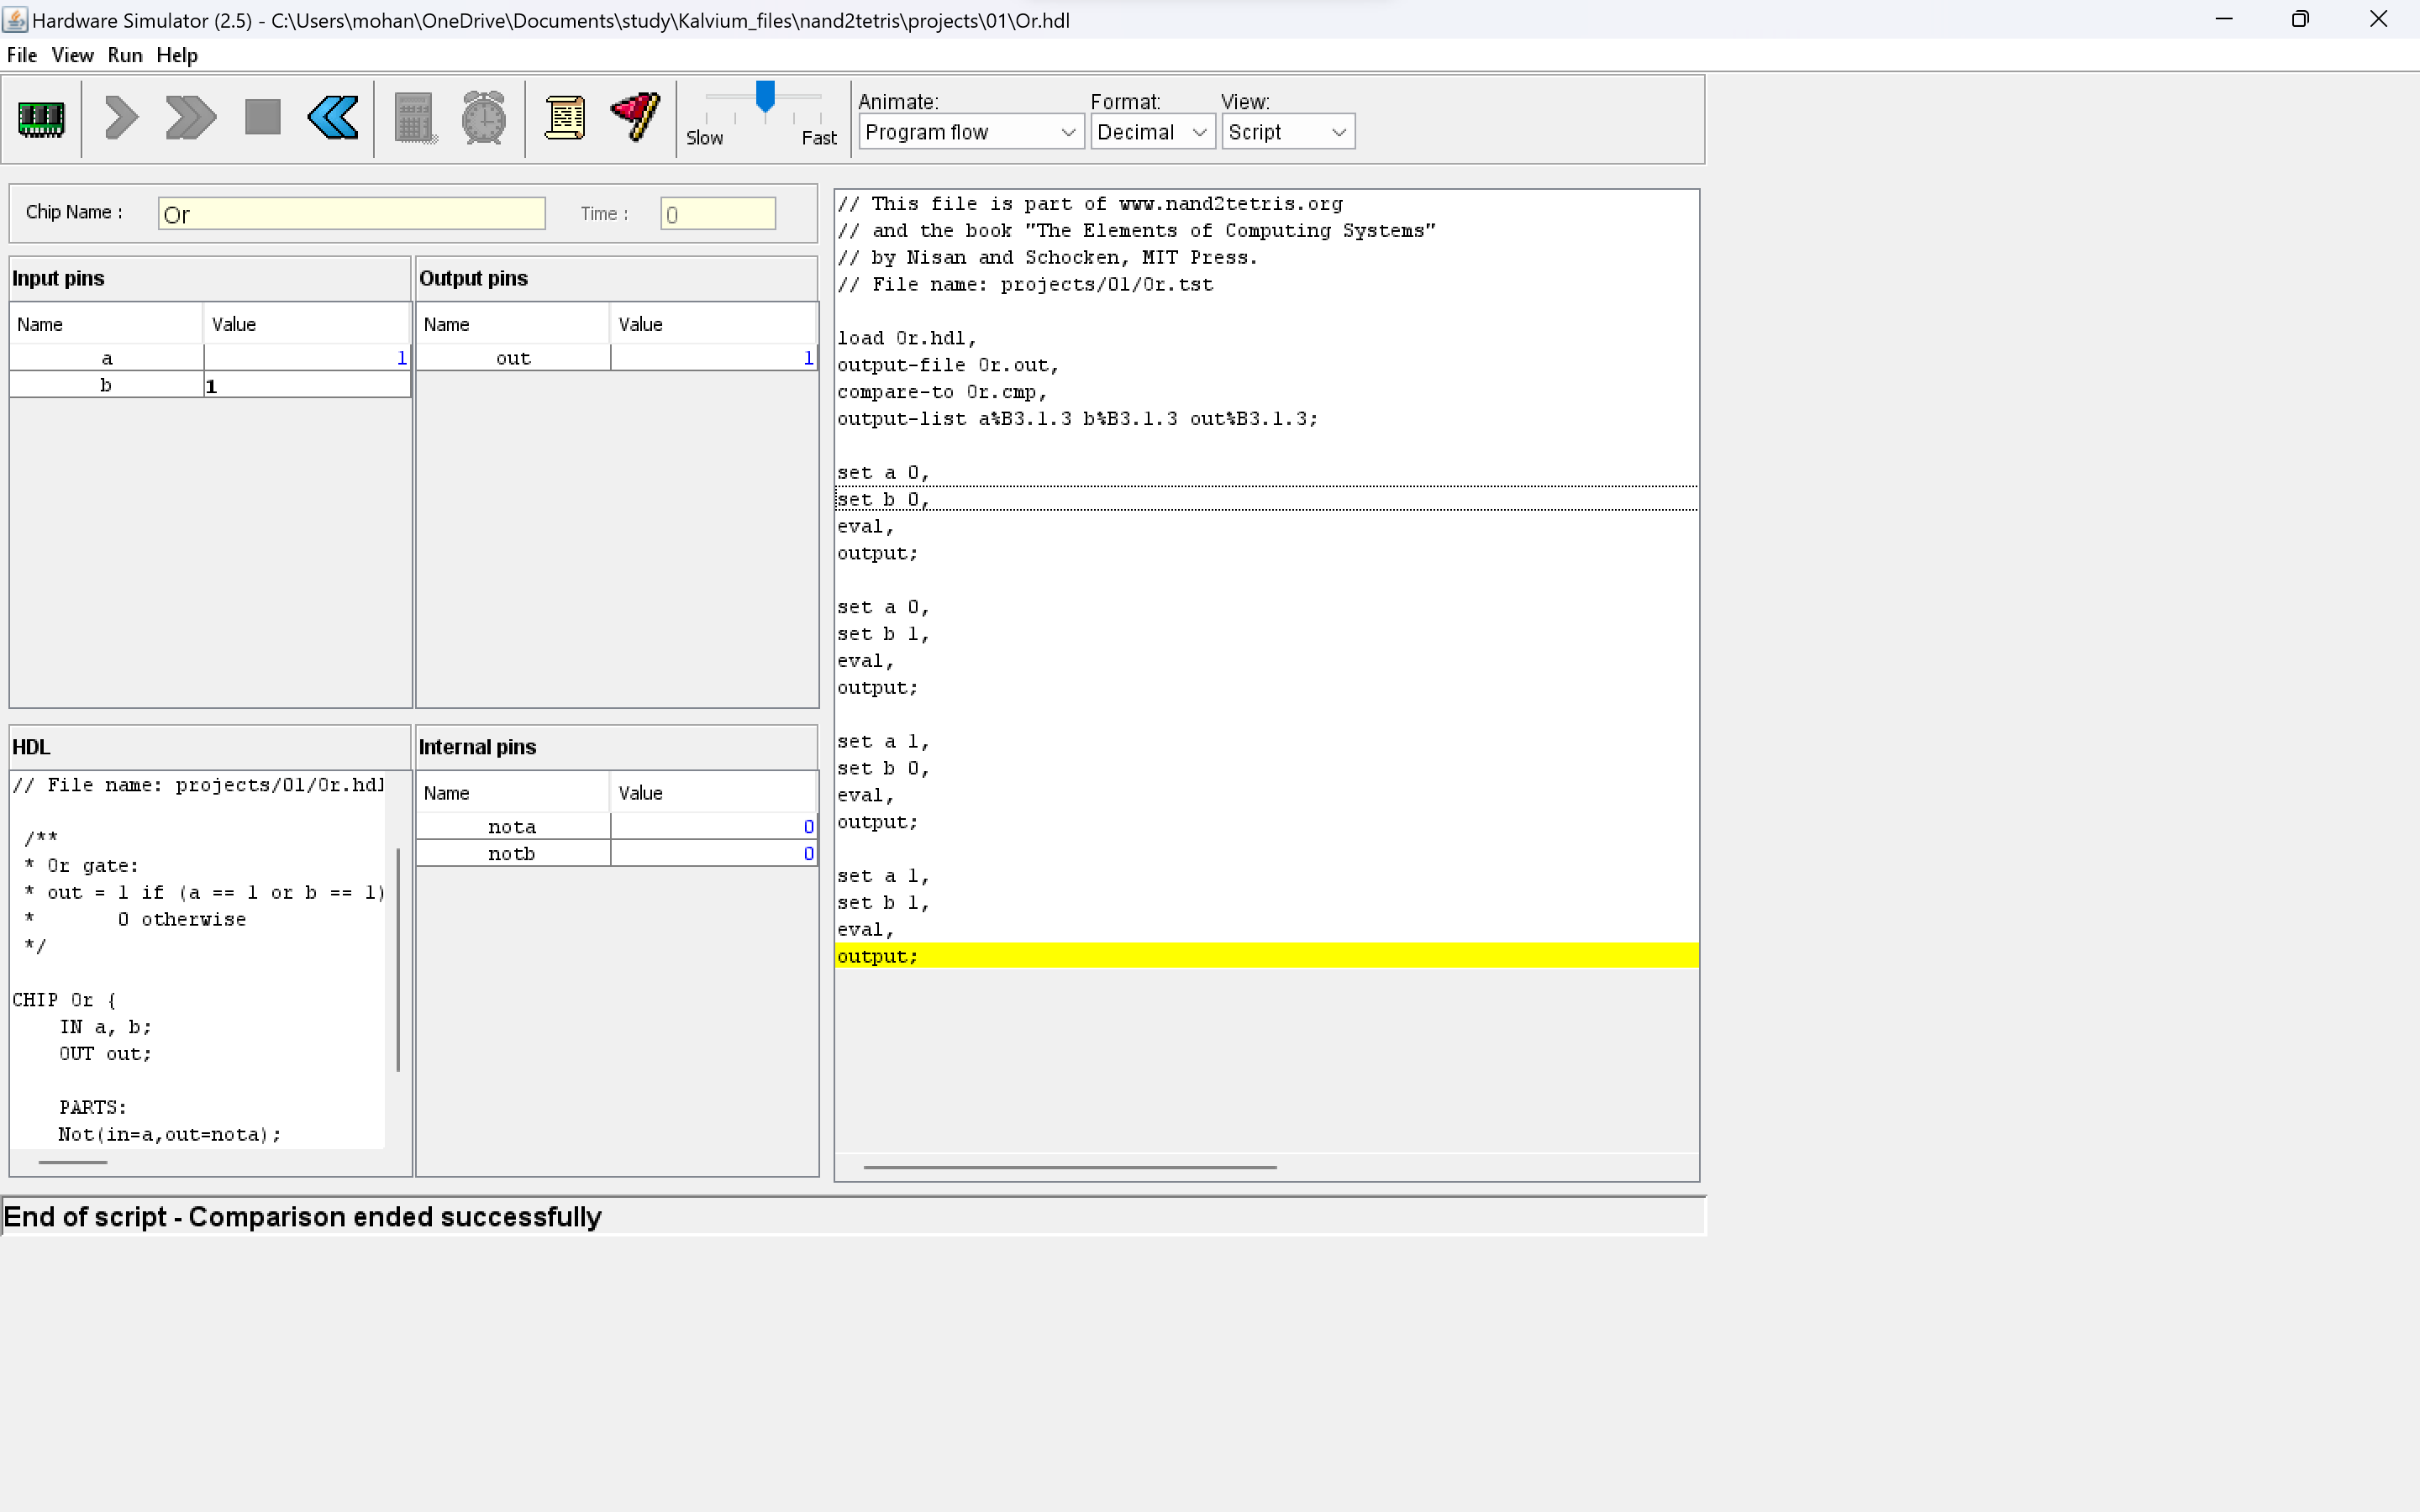 Hardware Simulator (2.5) - C:\Users\mohan\OneDrive\Documents\study\Kalvium_files\nand2tetris\projects\01\Or.hdl
File View Run Help
Slow Fast
Animate: Format: View:
Program flow Decimal Script
Chip Name : Or Time : 0
Input pins
Name Value
a 1
b 1
Output pins
Name Value
out 1
HDL
// File name: projects/01/Or.hdl
/**
* Or gate:
* out = 1 if (a == 1 or b == 1)
* 0 otherwise
*/
CHIP Or {
IN a, b;
OUT out;
PARTS:
Not(in=a,out=nota);
Internal pins
Name Value
nota 0
notb 0
// This file is part of www.nand2tetris.org
// and the book "The Elements of Computing Systems"
// by Nisan and Schocken, MIT Press.
// File name: projects/01/Or.tst
load Or.hdl,
output-file Or.out,
compare-to Or.cmp,
output-list a%B3.1.3 b%B3.1.3 out%B3.1.3;
set a 0,
set b 0,
eval,
output;
set a 0,
set b 1,
eval,
output;
set a 1,
set b 0,
eval,
output;
set a 1,
set b 1,
eval,
output;
End of script - Comparison ended successfully